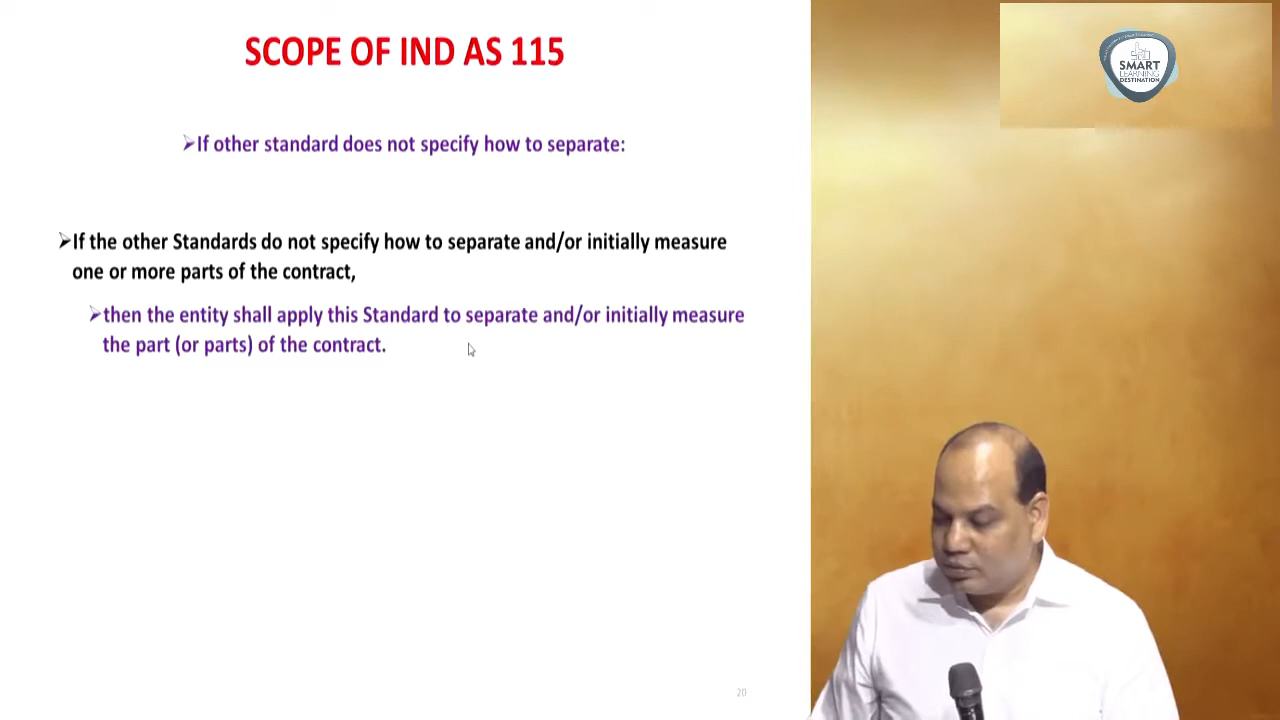 SCOPE OF IND AS 115
➢If other standard does not specify how to separate:
➢If the other Standards do not specify how to separate and/or initially measure
one or more parts of the contract,
➢then the entity shall apply this Standard to separate and/or initially measure
the part (or parts) of the contract.
20
SMART
LEARNING
DESTINATION